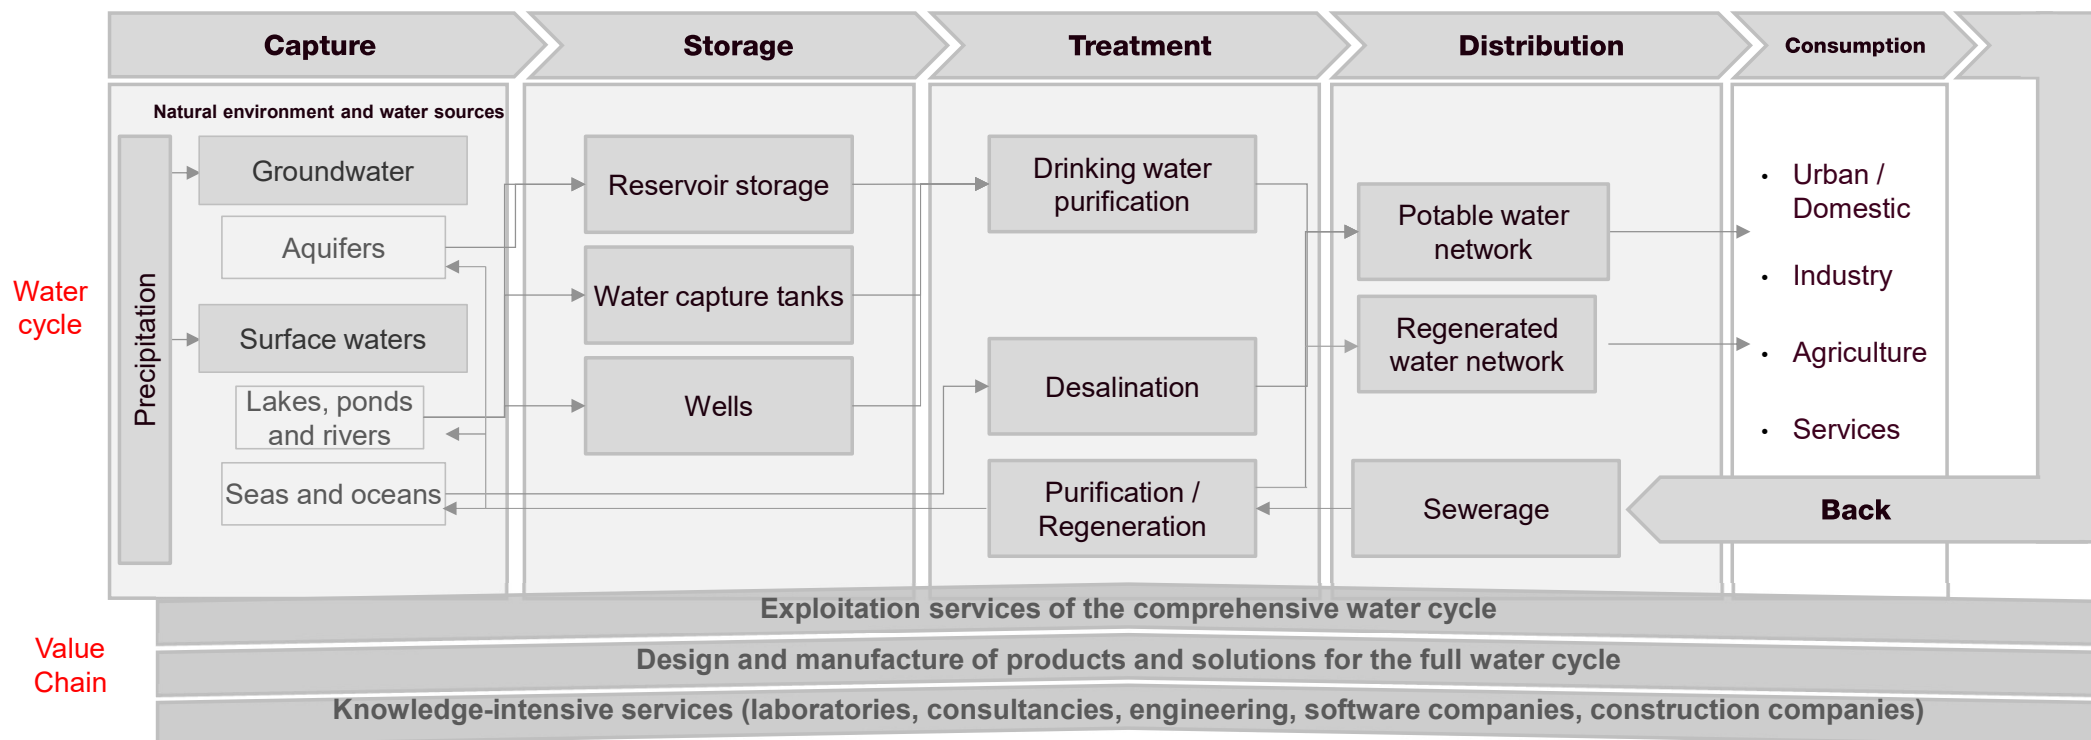 Capture
Storage
Treatment
Distribution
Consumption
Natural environment and water sources
Water
cycle
Precipitation
Groundwater
Aquifers
Surface waters
Lakes, ponds
and rivers
Seas and oceans
Reservoir storage
Water capture tanks
Wells
Drinking water
purification
Desalination
Purification /
Regeneration
Potable water
network
Regenerated
water network
Sewerage
• Urban /
Domestic
• Industry
• Agriculture
• Services
Back
Value
Chain
Exploitation services of the comprehensive water cycle
Design and manufacture of products and solutions for the full water cycle
Knowledge-intensive services (laboratories, consultancies, engineering, software companies, construction companies)